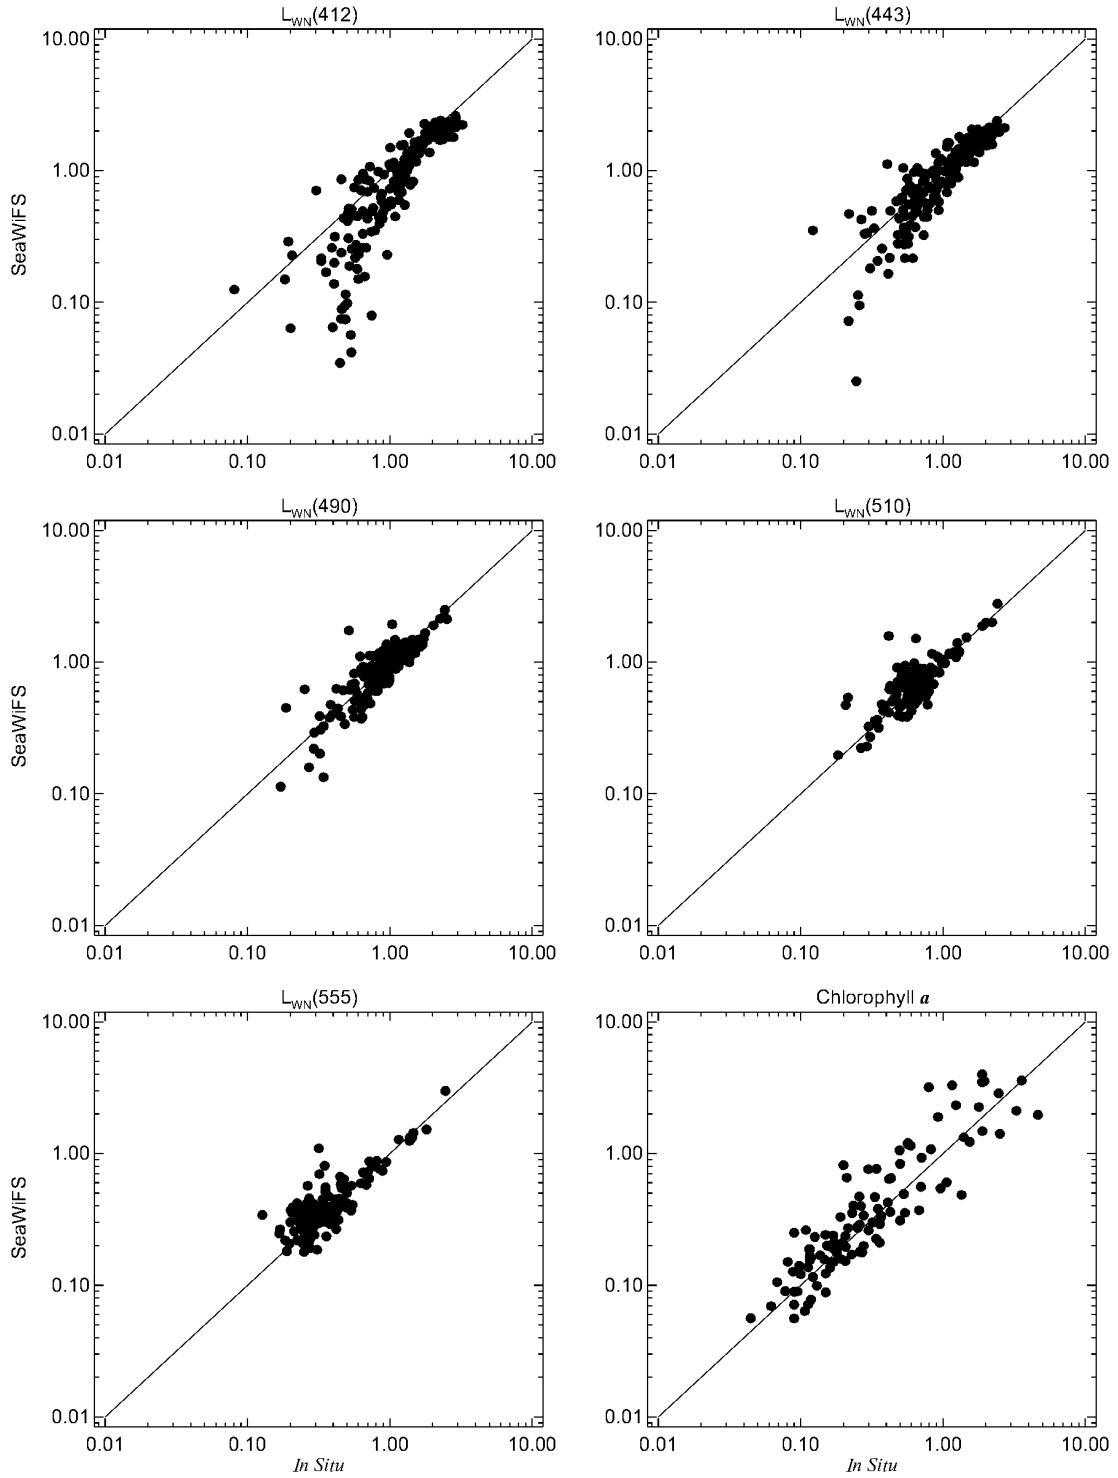 L_WN(412) L_WN(443)
10.00 10.00
1.00 1.00
SeaWiFS
0.10 0.10
0.01 0.01
0.01 0.10 1.00 10.00 0.01 0.10 1.00 10.00
L_WN(490) L_WN(510)
10.00 10.00
1.00 1.00
SeaWiFS
0.10 0.10
0.01 0.01
0.01 0.10 1.00 10.00 0.01 0.10 1.00 10.00
L_WN(555) Chlorophyll a
10.00 10.00
1.00 1.00
SeaWiFS
0.10 0.10
0.01 0.01
0.01 0.10 1.00 10.00 0.01 0.10 1.00 10.00
In Situ In Situ